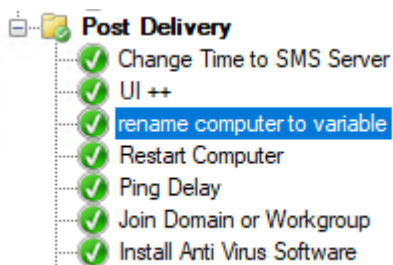 Post Delivery
Change Time to SMS Server
UI ++
rename computer to variable
Restart Computer
Ping Delay
Join Domain or Workgroup
Install Anti Virus Software